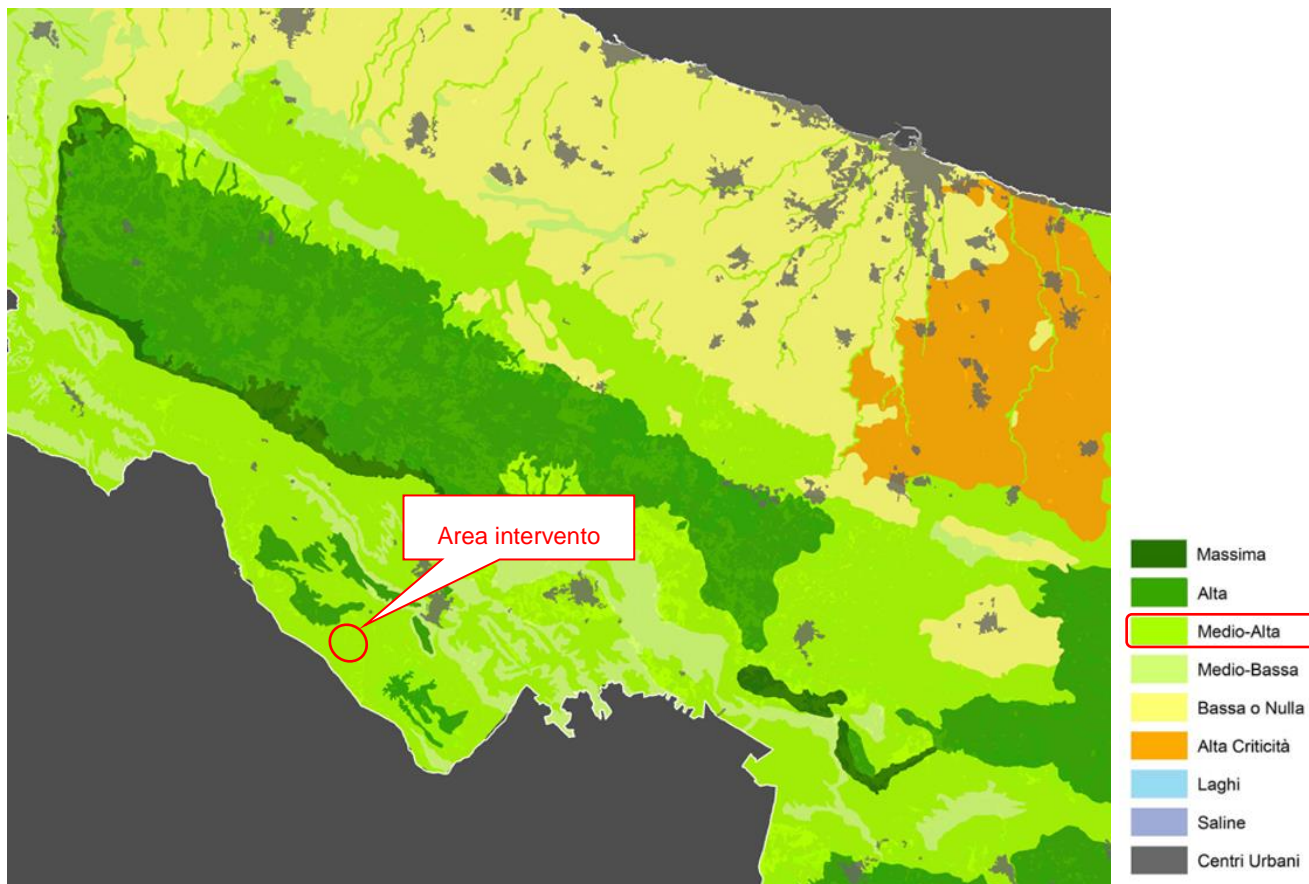 Area intervento
Massima
Alta
Medio-Alta
Medio-Bassa
Bassa o Nulla
Alta Criticità
Laghi
Saline
Centri Urbani